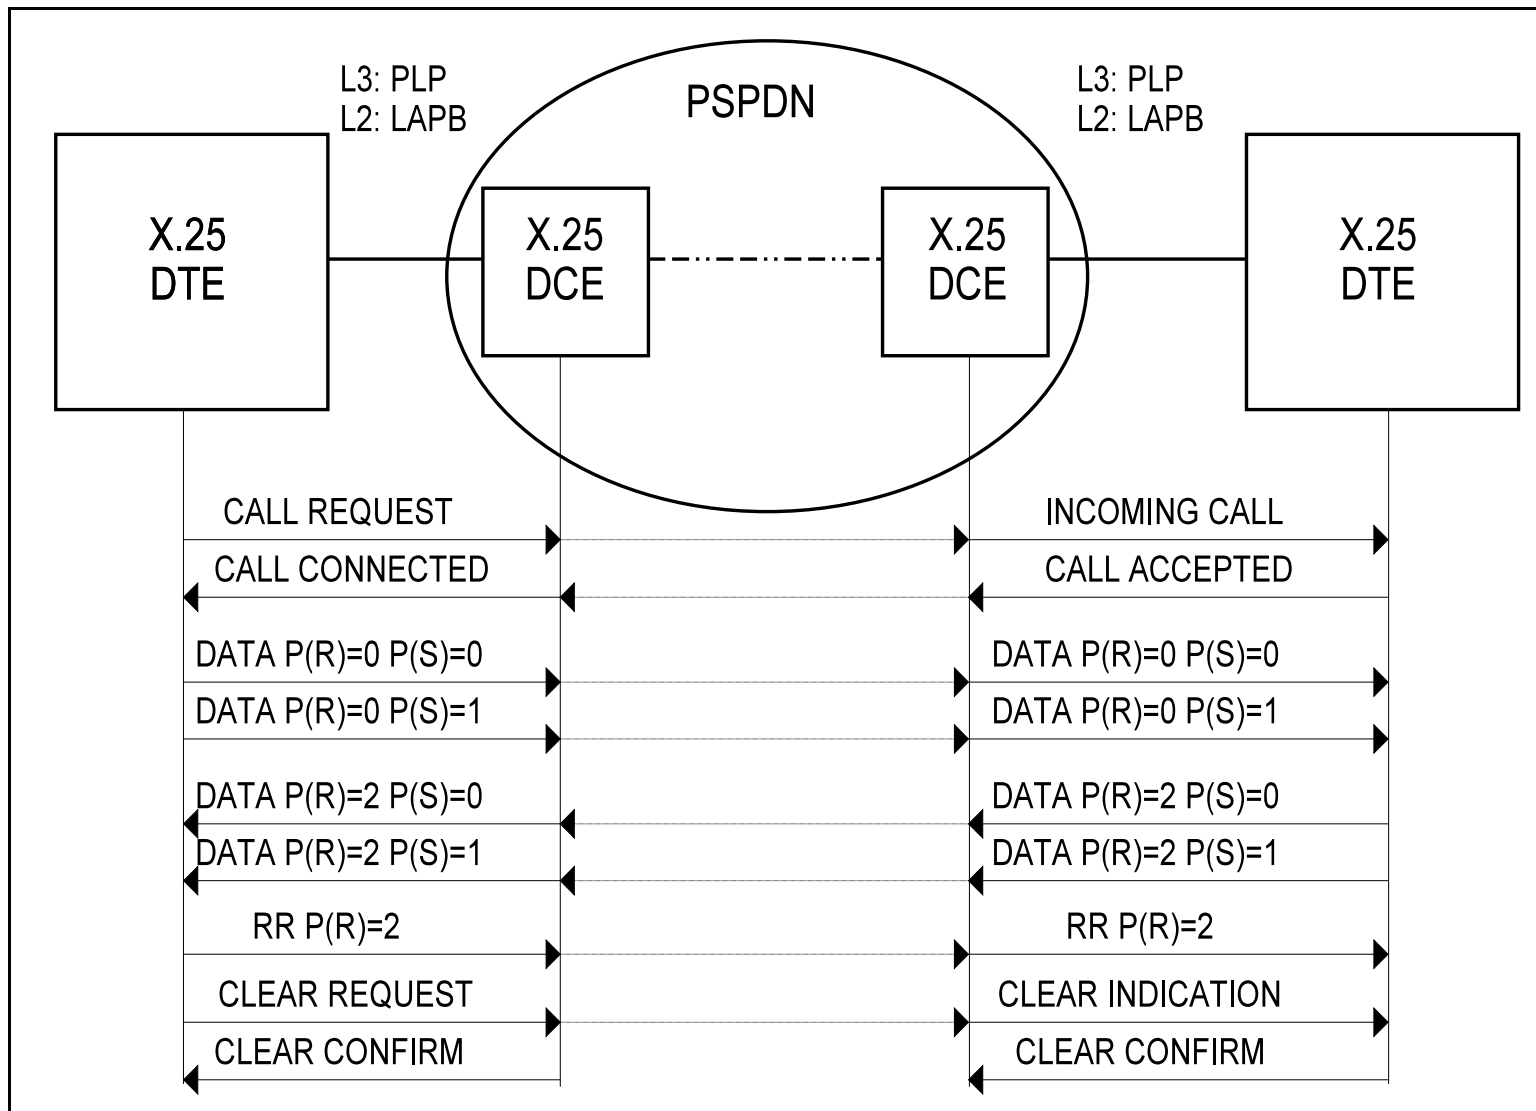 L3: PLP
L2: LAPB
PSPDN
L3: PLP
L2: LAPB
X.25
DTE
X.25
DCE
X.25
DCE
X.25
DTE
CALL REQUEST
INCOMING CALL
CALL CONNECTED
CALL ACCEPTED
DATA P(R)=0 P(S)=0
DATA P(R)=0 P(S)=0
DATA P(R)=0 P(S)=1
DATA P(R)=0 P(S)=1
DATA P(R)=2 P(S)=0
DATA P(R)=2 P(S)=0
DATA P(R)=2 P(S)=1
DATA P(R)=2 P(S)=1
RR P(R)=2
RR P(R)=2
CLEAR REQUEST
CLEAR INDICATION
CLEAR CONFIRM
CLEAR CONFIRM